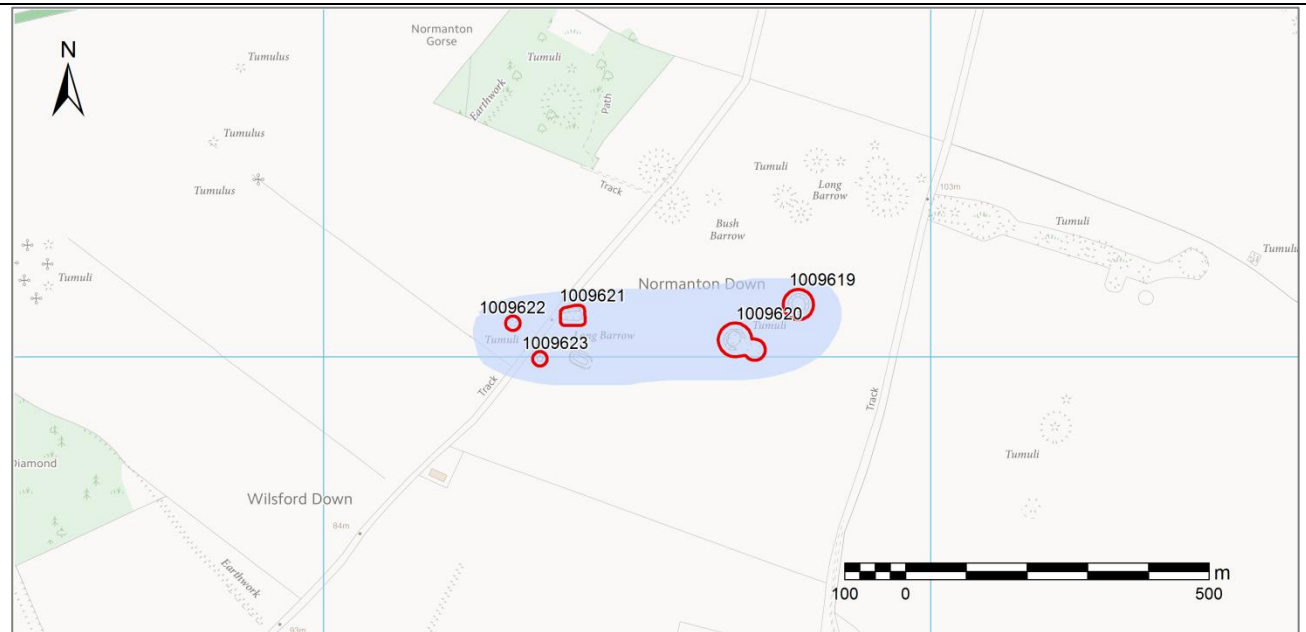 Normanton
Gorse
N
Tumulus
Tumuli
Earthwork
Path
Tumulus
Tumulus
Track
Tumuli
Long
Barrow
103m
Tumuli
Bush
Barrow
Tumuli
Tumulu
Normanton Down
1009619
1009621
1009622
1009620
Tumuli
Tumuli
Long Barrow
1009623
Track
Track
Tumuli
Diamond
Wilsford Down
84m
Earthwork
m
100
0
500
93m